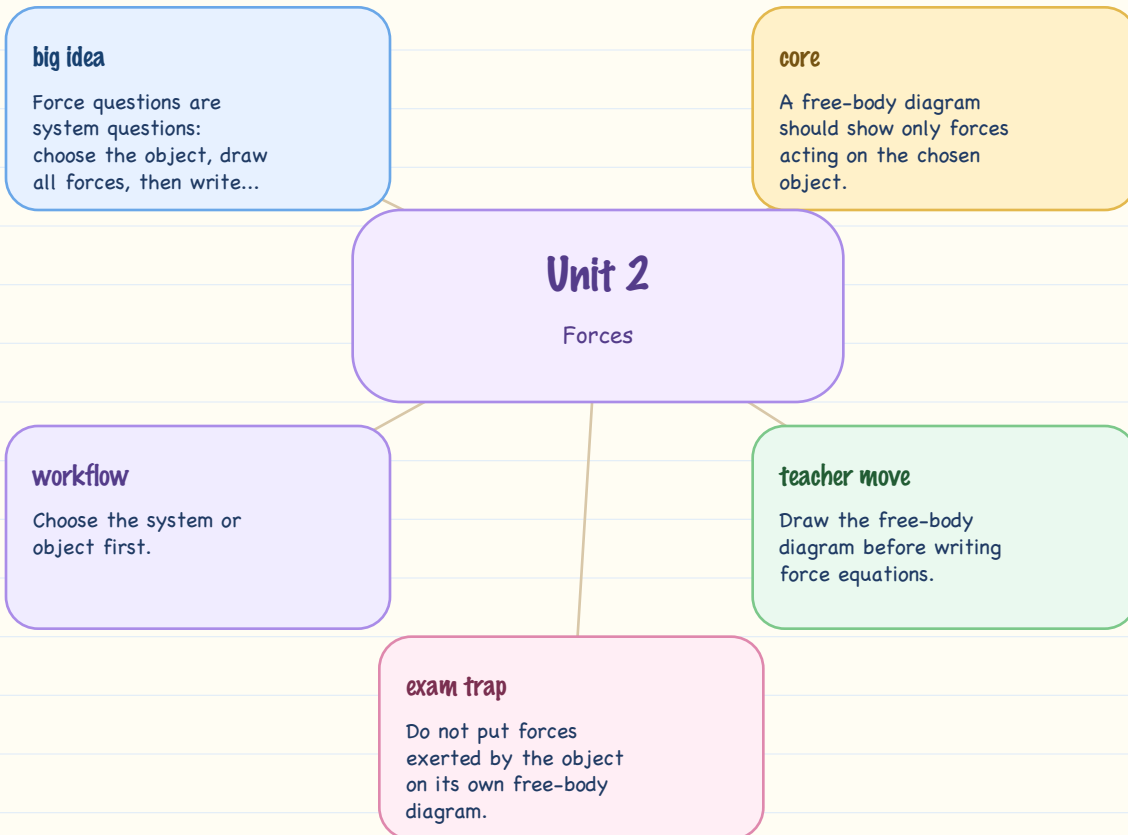 big idea
Force questions are
system questions:
choose the object, draw
all forces, then write...
core
A free-body diagram
should show only forces
acting on the chosen
object.
Unit 2
Forces
workflow
Choose the system or
object first.
teacher move
Draw the free-body
diagram before writing
force equations.
exam trap
Do not put forces
exerted by the object
on its own free-body
diagram.